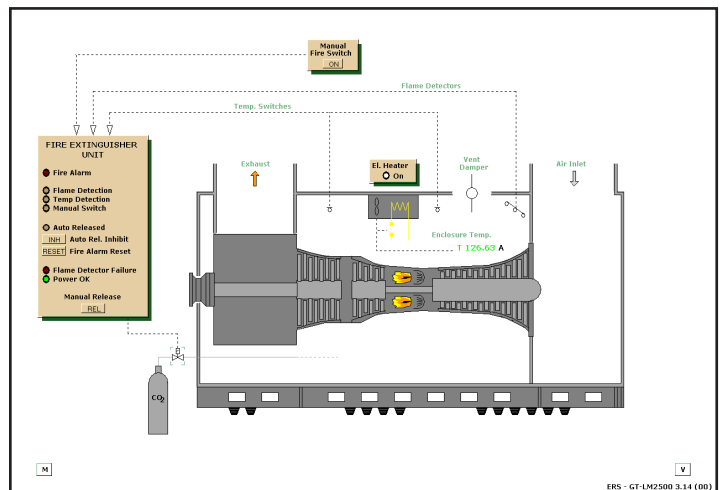 Manual
Fire Switch
ON
Flame Detectors
Temp. Switches
FIRE EXTINGUISHER
UNIT
Fire Alarm
Flame Detection
Temp Detection
Manual Switch
Auto Released
INH Auto Rel. Inhibit
RESET Fire Alarm Reset
Flame Detector Failure
Power OK
Manual Release
REL
Exhaust
El. Heater
On
Vent
Damper
Air Inlet
Enclosure Temp.
T 126.63 A
CO2
M
V
ERS - GT-LM2500 3.14 (00)